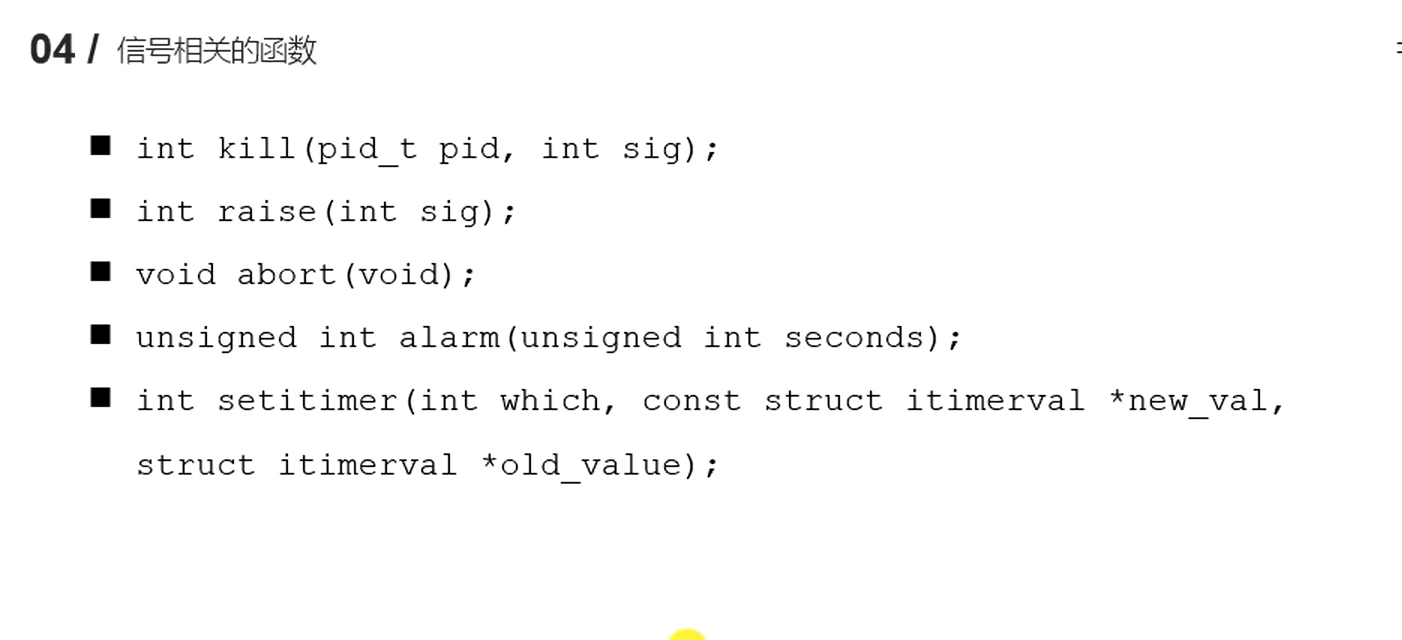 04 / 信号相关的函数
■ int kill(pid_t pid, int sig);
■ int raise(int sig);
■ void abort(void);
■ unsigned int alarm(unsigned int seconds);
■ int setitimer(int which, const struct itimerval *new_val,
struct itimerval *old_value);